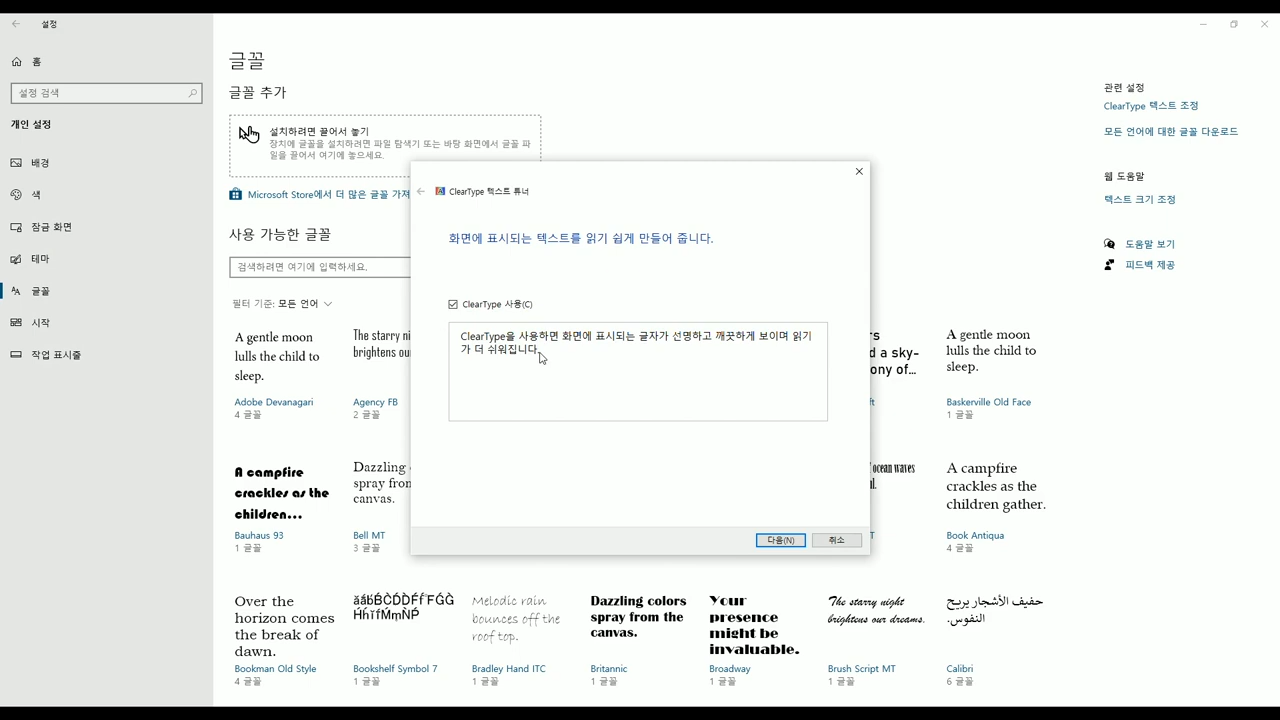 설정
홈
설정 검색
개인 설정
배경
색
잠금 화면
테마
글꼴
시작
작업 표시줄
글꼴
글꼴 추가
설치하려면 끌어서 놓기
장치에 글꼴을 설치하려면 파일 탐색기 또는 바탕 화면에서 글꼴 파
일을 끌어서 여기에 놓으세요.
Microsoft Store에서 더 많은 글꼴 가져
사용 가능한 글꼴
검색하려면 여기에 입력하세요.
필터 기준: 모든 언어
ClearType 텍스트 튜너
화면에 표시되는 텍스트를 읽기 쉽게 만들어 줍니다.
ClearType 사용(C)
ClearType을 사용하면 화면에 표시되는 글자가 선명하고 깨끗하게 보이며 읽기
가 더 쉬워집니다.
다음(N)
취소
관련 설정
ClearType 텍스트 조정
모든 언어에 대한 글꼴 다운로드
웹 도움말
텍스트 크기 조정
도움말 보기
피드백 제공
A gentle moon
lulls the child to
sleep.
Adobe Devanagari
4 글꼴
The starry ni
brightens ou
Agency FB
2 글꼴
rs
d a sky-
ony of...
ft
A gentle moon
lulls the child to
sleep.
Baskerville Old Face
1 글꼴
A campfire
crackles as the
children...
Bauhaus 93
1 글꼴
Dazzling
spray fron
canvas.
Bell MT
3 글꼴
ocean waves
l.
T
A campfire
crackles as the
children gather.
Book Antiqua
4 글꼴
Over the
horizon comes
the break of
dawn.
Bookman Old Style
4 글꼴
Bookshelf Symbol 7
1 글꼴
Melodic rain
bounces off the
roof top.
Bradley Hand ITC
1 글꼴
Dazzling colors
spray from the
canvas.
Britannic
1 글꼴
Your
presence
might be
invaluable.
Broadway
1 글꼴
The starry night
brightens our dreams.
Brush Script MT
1 글꼴
حفيف الأشجار يريح
النفوس.
Calibri
6 글꼴